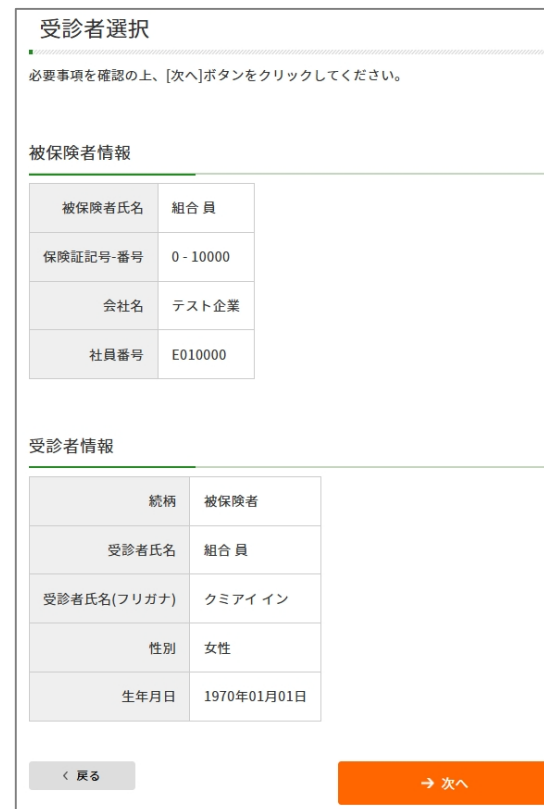 受診者選択
必要事項を確認の上、[次へ]ボタンをクリックしてください。
被保険者情報
被保険者氏名 組合 員
保険証記号-番号 0 - 10000
会社名 テスト企業
社員番号 E010000
受診者情報
続柄 被保険者
受診者氏名 組合 員
受診者氏名(フリガナ) クミアイ イン
性別 女性
生年月日 1970年01月01日
< 戻る → 次へ